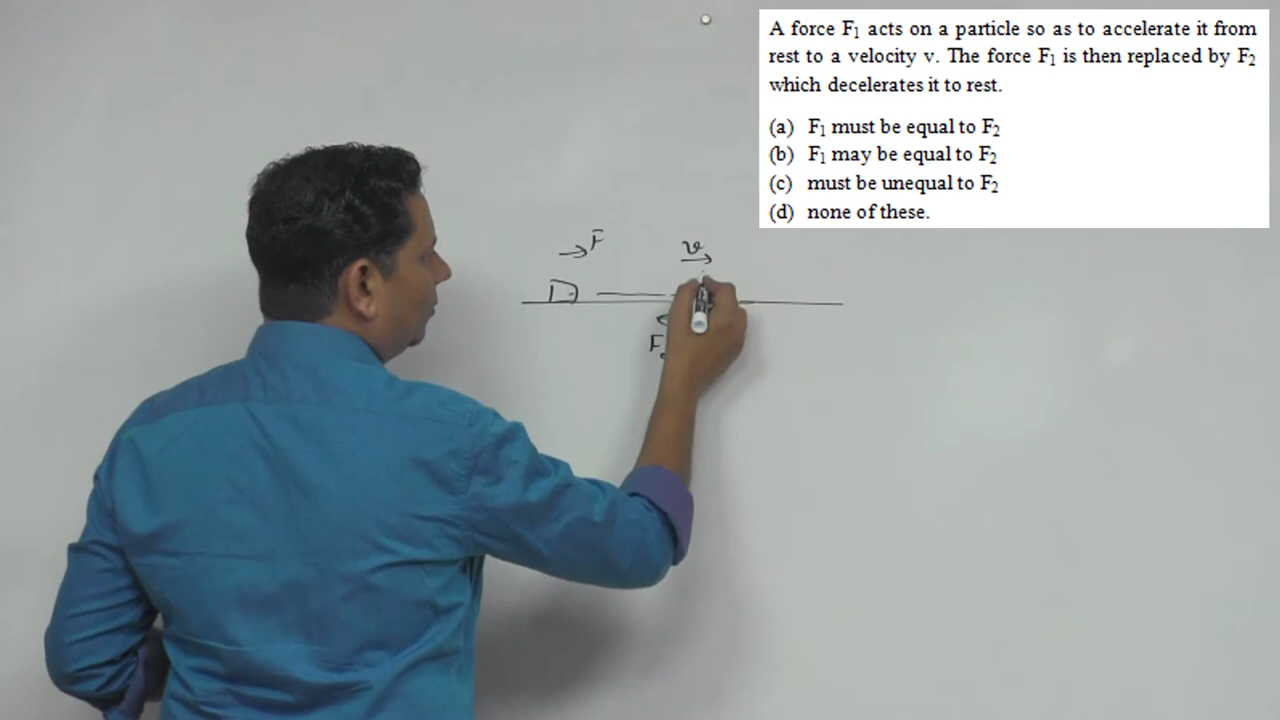 A force F₁ acts on a particle so as to accelerate it from
rest to a velocity v. The force F₁ is then replaced by F₂
which decelerates it to rest.
(a) F₁ must be equal to F₂
(b) F₁ may be equal to F₂
(c) must be unequal to F₂
(d) none of these.
F
v
F